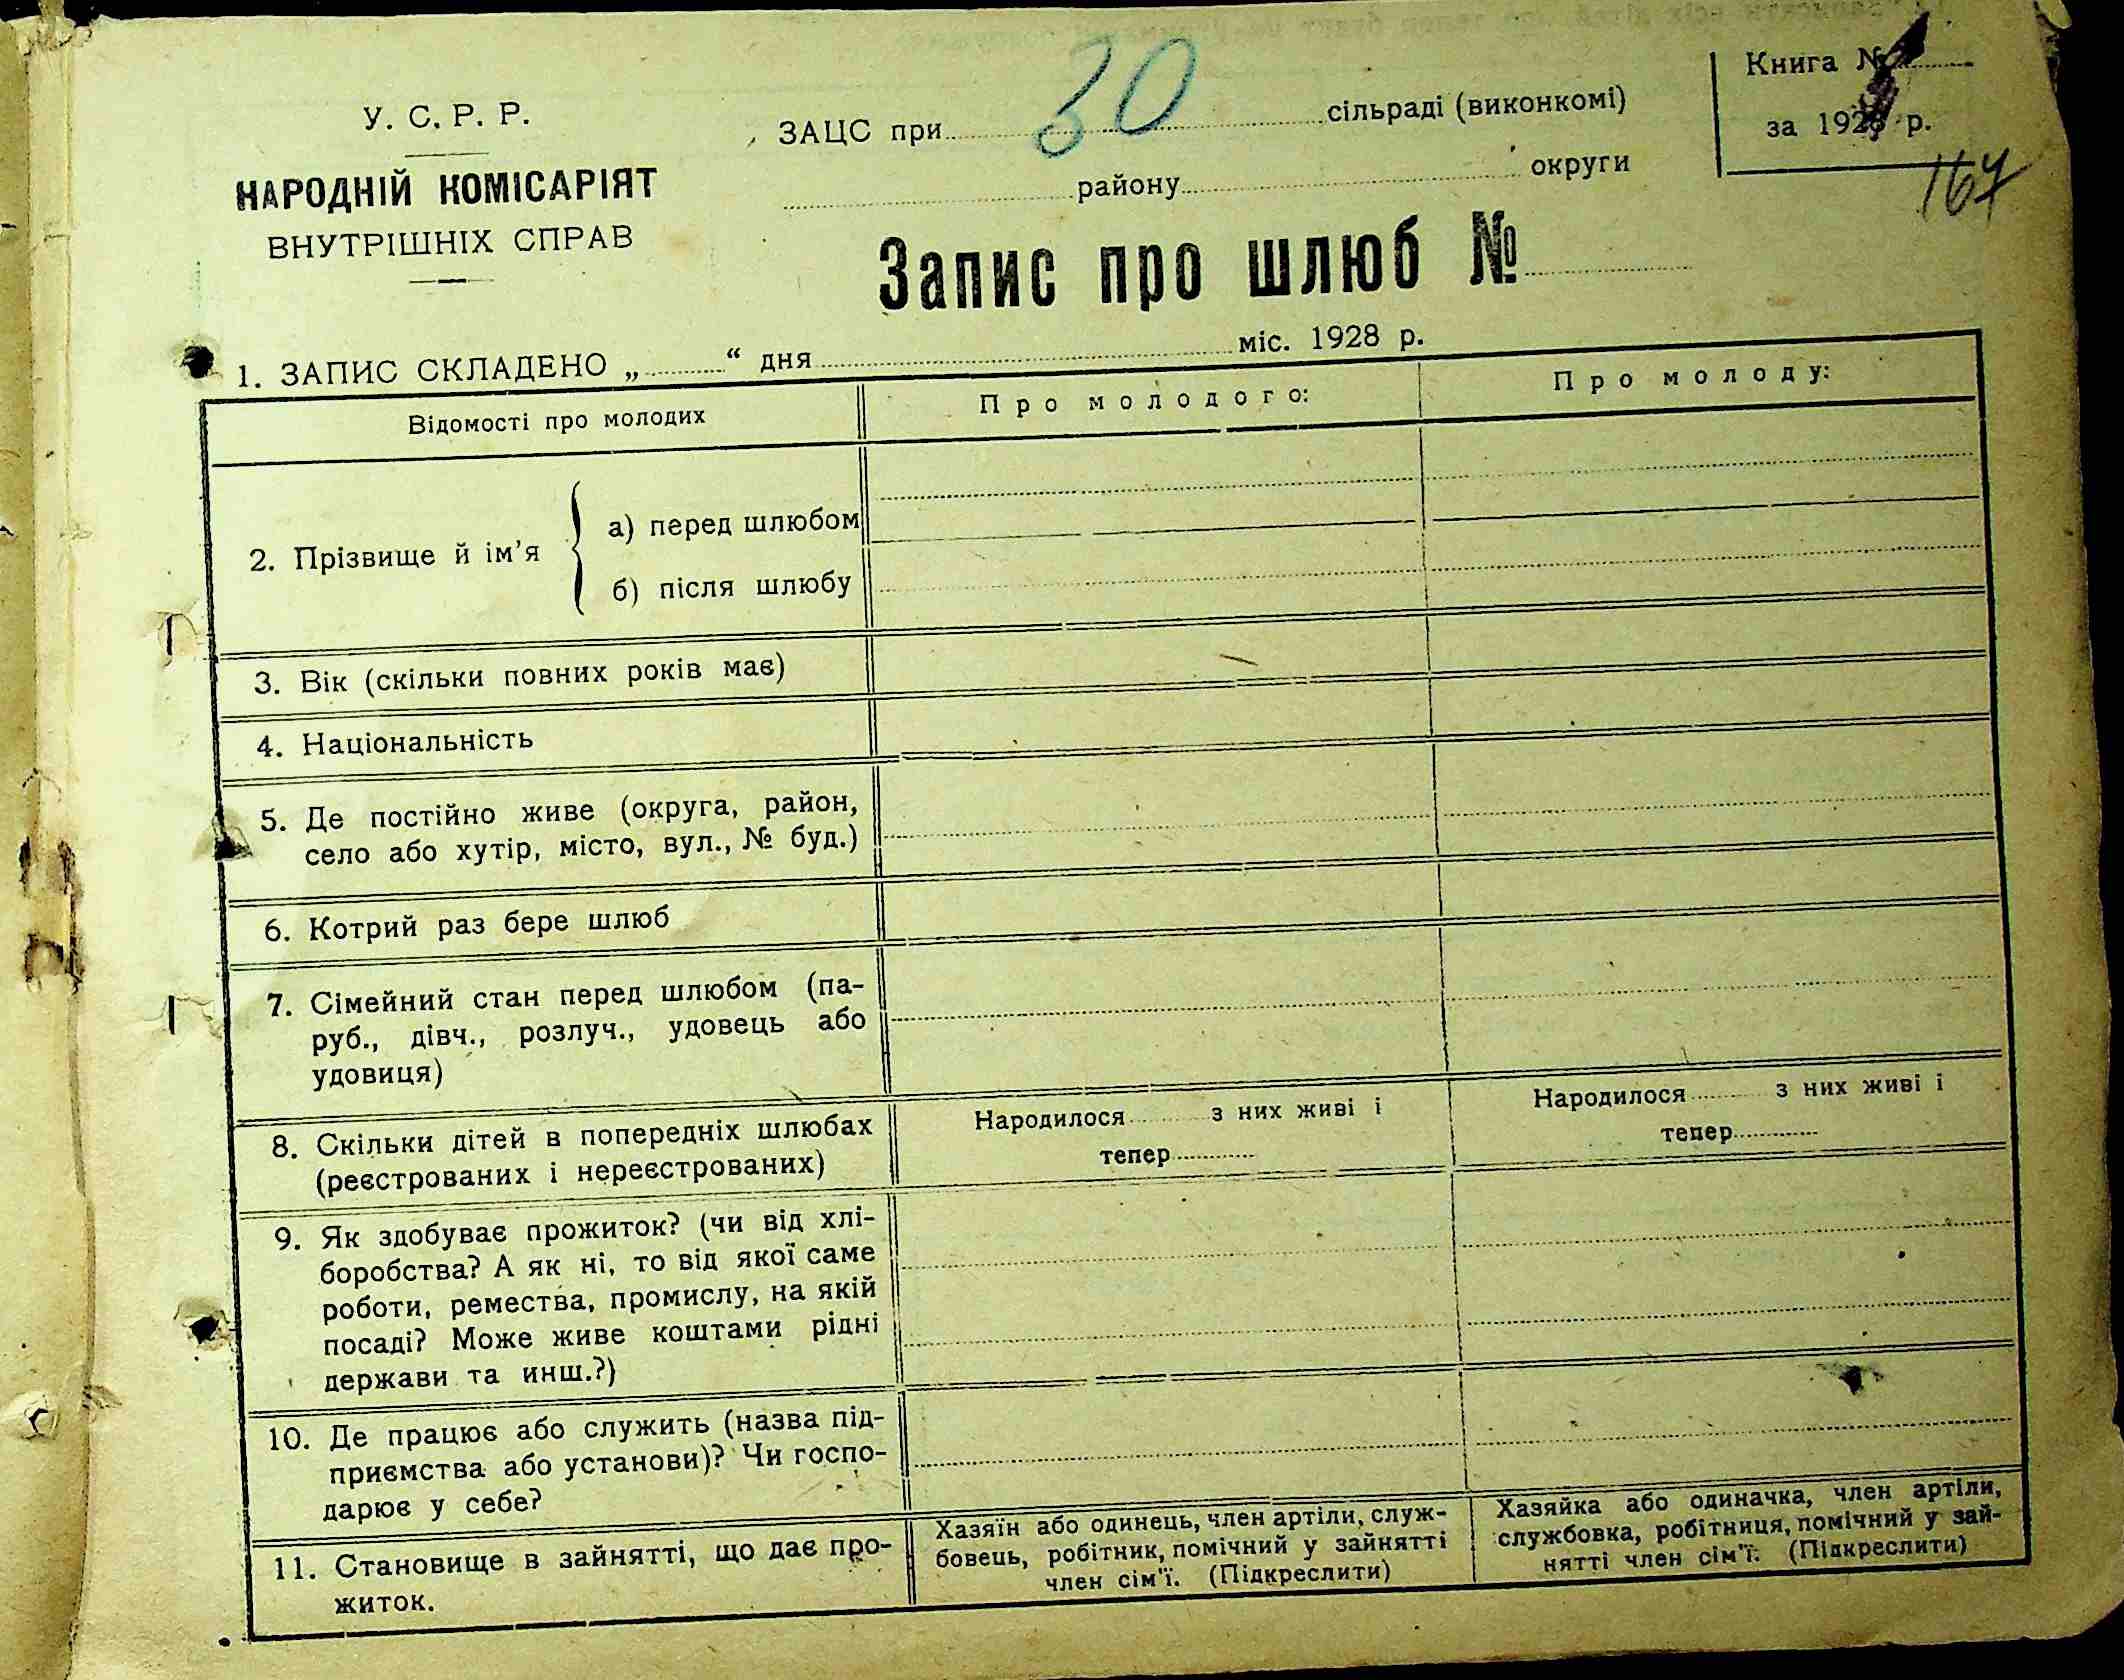 У. С. Р. Р.
НАРОДНІЙ КОМІСАРІЯТ
ВНУТРІШНІХ СПРАВ
30
ЗАЦС при сільраді (виконкомі)
району округи
Книга №
за 1928 р.
167
Запис про шлюб №
1. ЗАПИС СКЛАДЕНО „ “ дня міс. 1928 р.
Відомості про молодих
Про молодого:
Про молоду:
2. Прізвище й ім’я
а) перед шлюбом
б) після шлюбу
3. Вік (скільки повних років має)
4. Національність
5. Де постійно живе (округа, район,
село або хутір, місто, вул., № буд.)
6. Котрий раз бере шлюб
7. Сімейний стан перед шлюбом (па-
руб., дівч., розлуч., удовець або
удовиця)
8. Скільки дітей в попередніх шлюбах
(реєстрованих і нереєстрованих)
Народилося з них живі і
тепер
Народилося з них живі і
тепер
9. Як здобуває прожиток? (чи від хлі-
боробства? А як ні, то від якої саме
роботи, ремества, промислу, на якій
посаді? Може живе коштами рідні
держави та инш.?)
10. Де працює або служить (назва під-
приємства або установи)? Чи госпо-
дарює у себе?
11. Становище в зайнятті, що дає про-
житок.
Хазяїн або одинець, член артіли, служ-
бовець, робітник, помічний у зайнятті
член сім’ї. (Підкреслити)
Хазяйка або одиначка, член артіли,
службовка, робітниця, помічний у зай-
нятті член сім’ї. (Підкреслити)